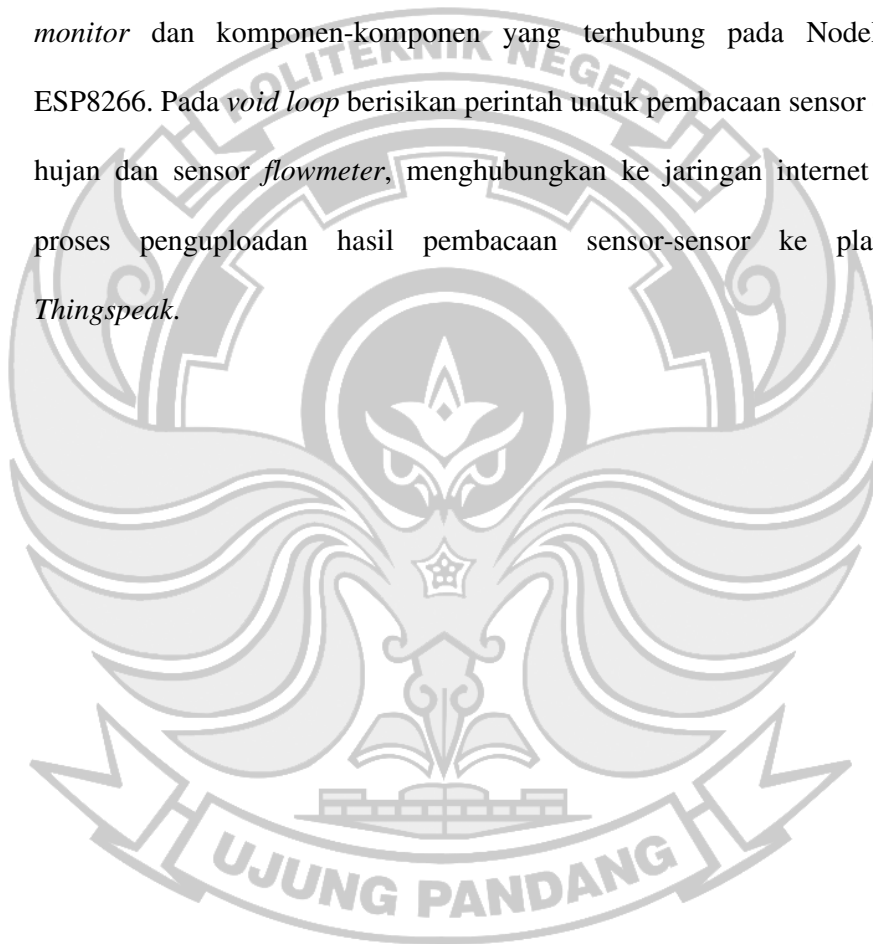 monitor dan komponen-komponen yang terhubung pada
ESP8266. Pada void loop berisikan perintah untuk pembacaan sensor
hujan dan sensor flowmeter, menghubungkan ke jaringan internet
proses penguploadan hasil pembacaan sensor-sensor ke
Thingspeak.
POLITEKNIK NEGERI
UJUNG PANDANG